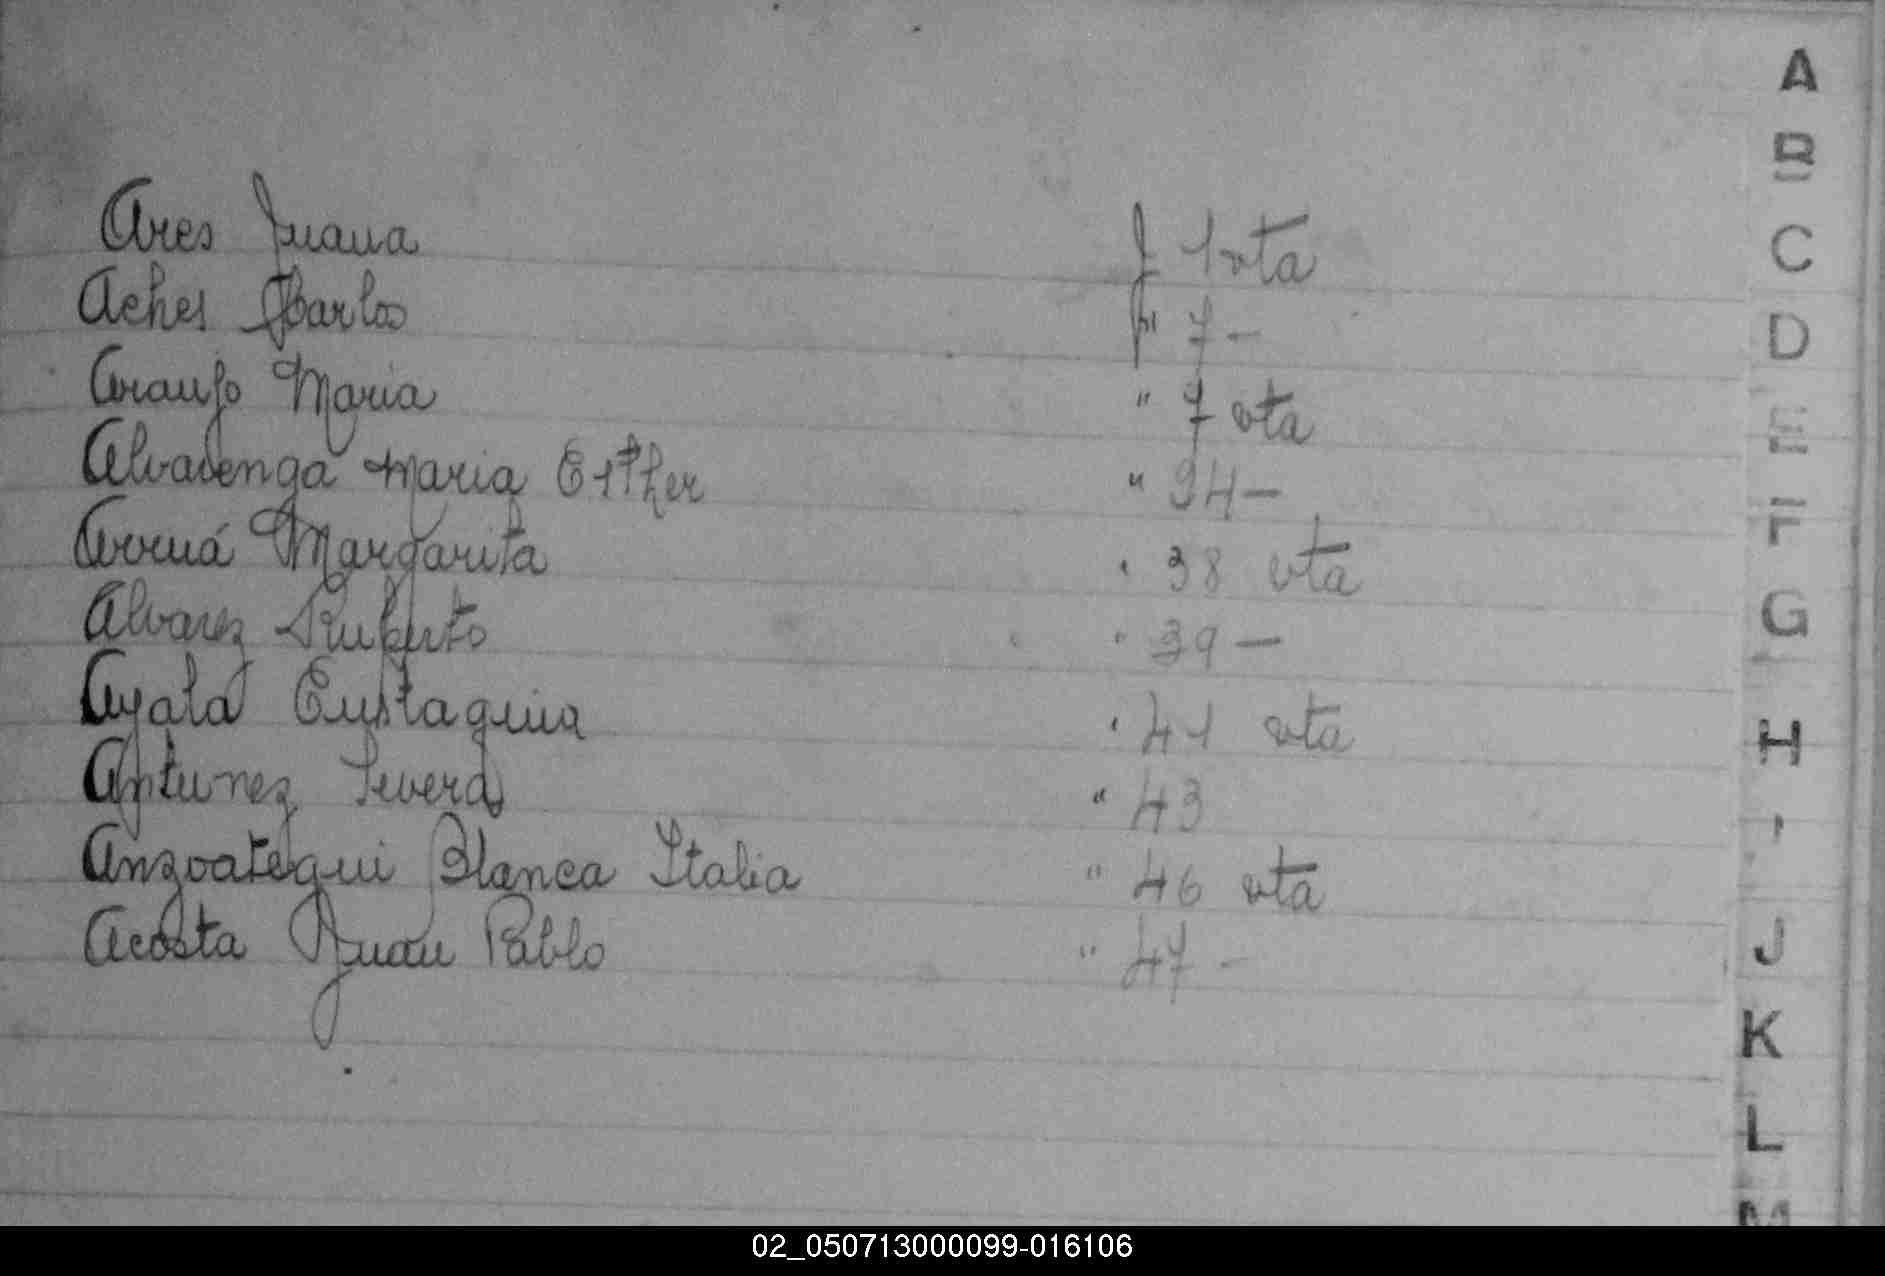 Ares Juana f 1 vta
Aches Carlos f" 7 -
Araujo Maria " 7 vta
Alvarenga Maria Esther " 34 -
Arruá Margarita " 38 vta
Alvarez Ruperto " 39 -
Ayala Eustaquia " 41 vta
Antunez Severa " 43
Anzoategui Blanca Italia " 46 vta
Acosta Juan Pablo " 47 -
A
B
C
D
E
F
G
H
I
J
K
L
M
02_050713000099-016106